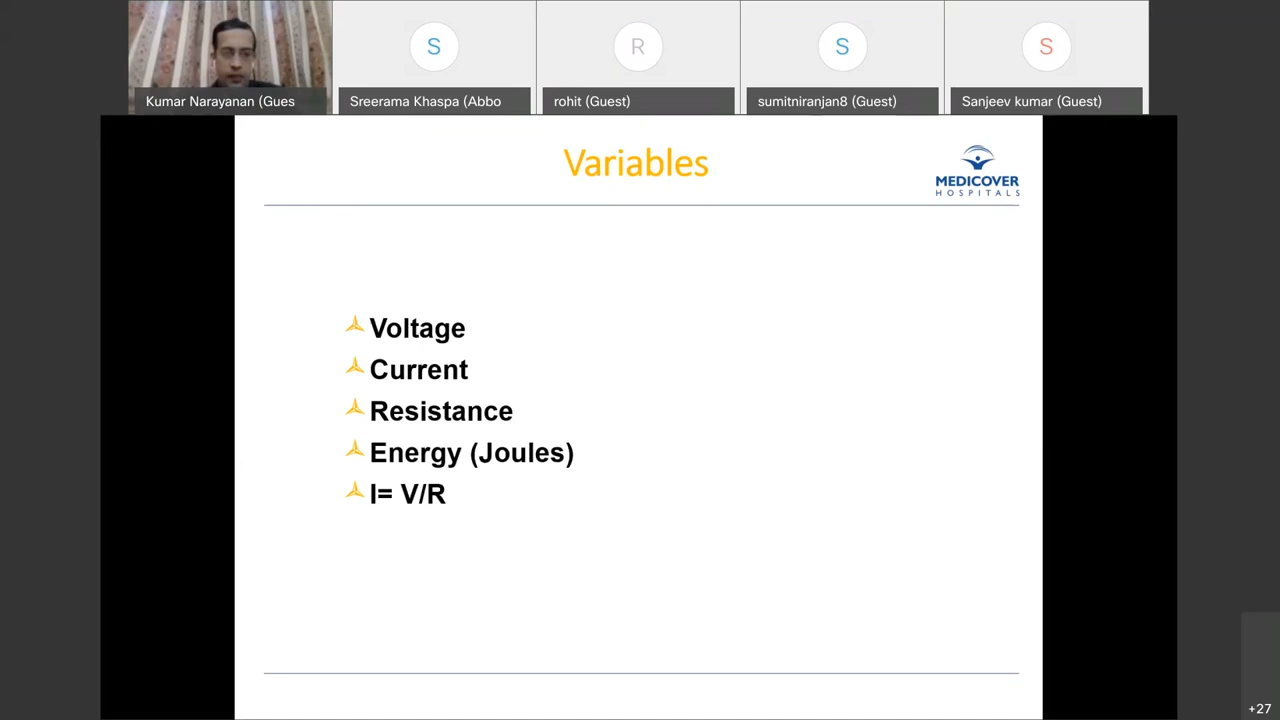 S
R
S
S
Kumar Narayanan (Gues
Sreerama Khaspa (Abbo
rohit (Guest)
sumitniranjan8 (Guest)
Sanjeev kumar (Guest)
Variables
MEDICOVER
HOSPITALS
Voltage
Current
Resistance
Energy (Joules)
I= V/R
+27